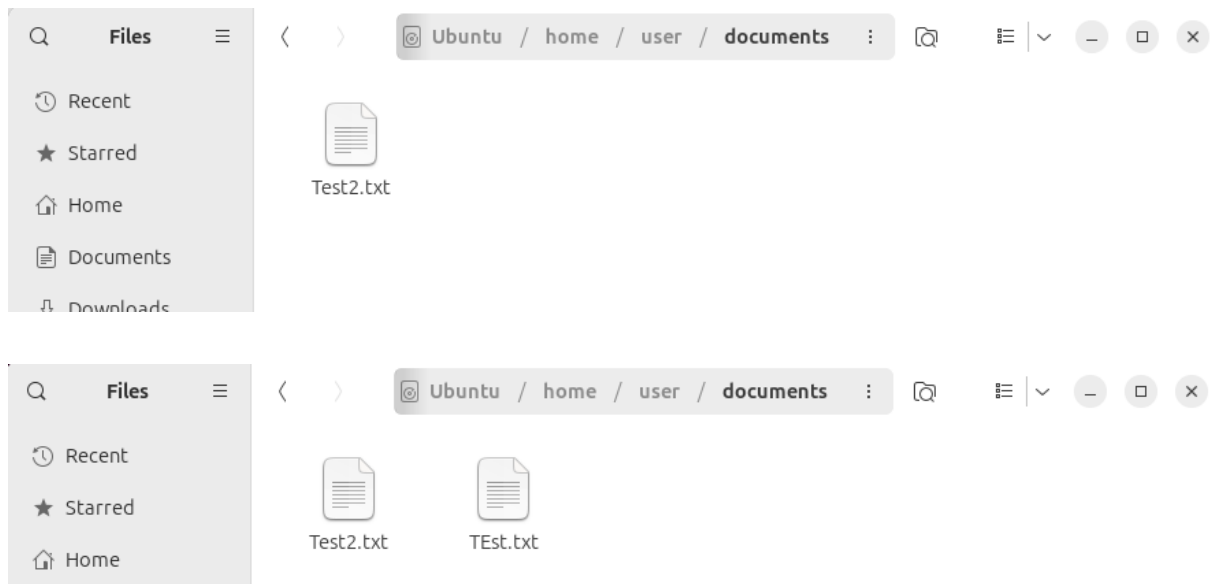 Files
Ubuntu / home / user / documents
Recent
Starred
Home
Documents
Downloads
Test2.txt
Files
Ubuntu / home / user / documents
Recent
Starred
Home
Test2.txt
TEst.txt